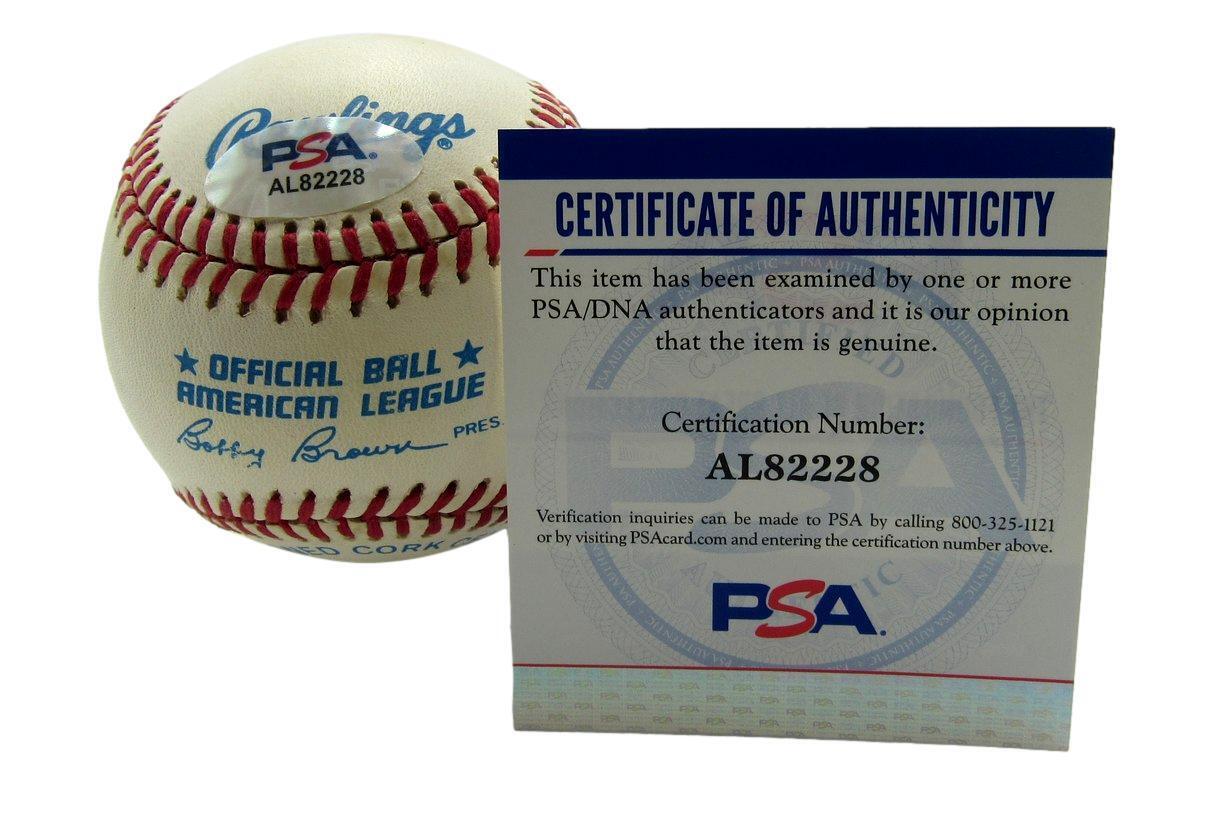 Rawlings®
PSA.
AL82228
OFFICIAL BALL
AMERICAN LEAGUE
Bobby Brown PRES.
CORK
CERTIFICATE OF AUTHENTICITY
This item has been examined by one or more
PSA/DNA authenticators and it is our opinion
that the item is genuine.
Certification Number:
AL82228
Verification inquiries can be made to PSA by calling 800-325-1121
or by visiting PSAcard.com and entering the certification number above.
PSA.